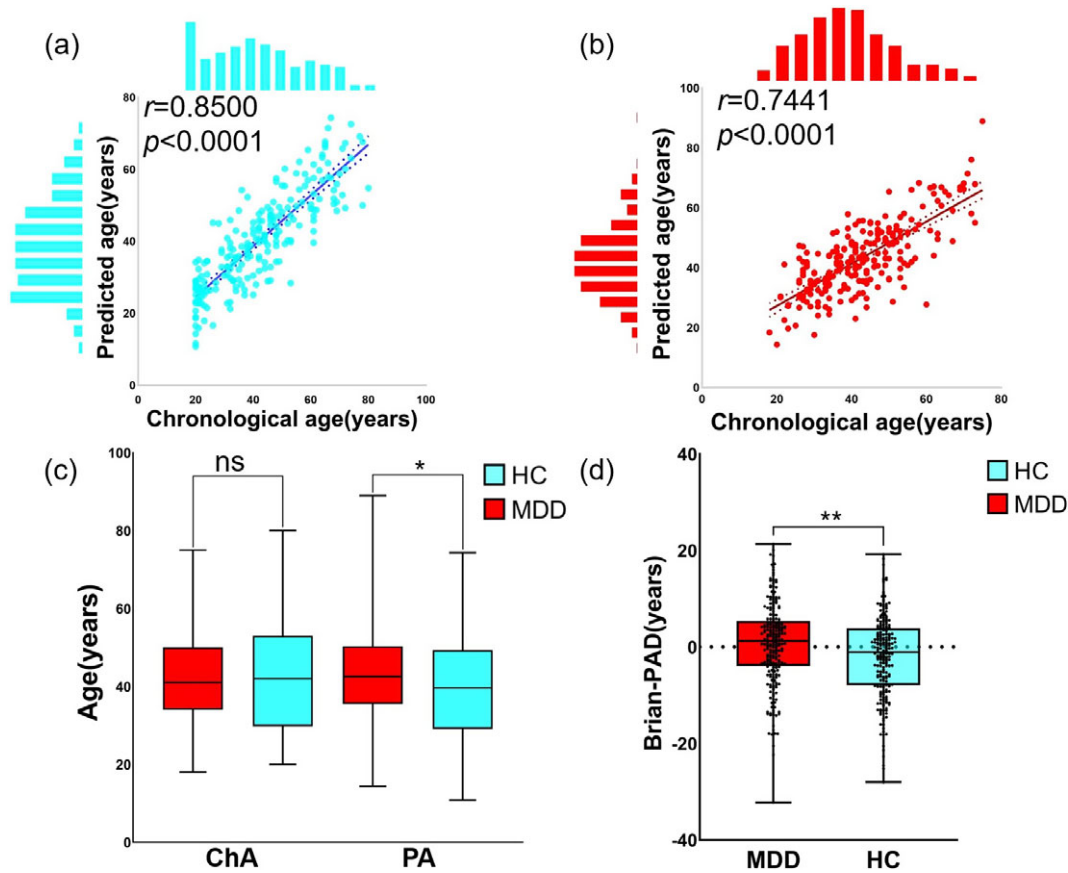 (a)
r=0.8500
p<0.0001
Predicted age(years)
80
60
40
20
0
0 20 40 60 80 100
Chronological age(years)
(b)
r=0.7441
p<0.0001
Predicted age(years)
100
80
60
40
20
0
0 20 40 60 80
Chronological age(years)
(c)
ns
*
HC
MDD
Age(years)
100
80
60
40
20
0
ChA PA
(d)
**
HC
MDD
Brian-PAD(years)
40
20
0
-20
-40
MDD HC